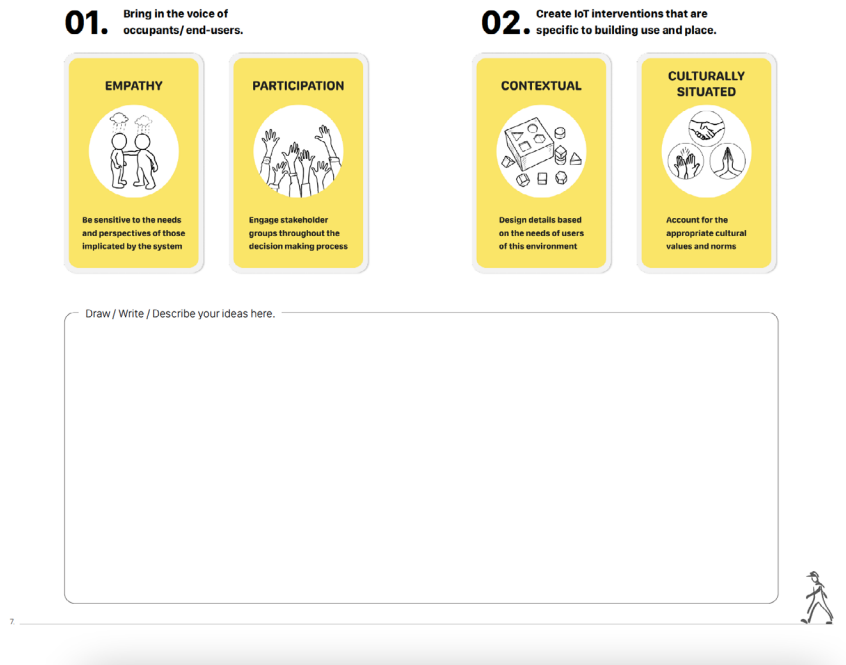 01.
Bring in the voice of
occupants/ end-users.
02.
Create IoT interventions that are
specific to building use and place.
EMPATHY
Be sensitive to the needs
and perspectives of those
implicated by the system
PARTICIPATION
Engage stakeholder
groups throughout the
decision making process
CONTEXTUAL
Design details based
on the needs of users
of this environment
CULTURALLY
SITUATED
Account for the
appropriate cultural
values and norms
Draw / Write / Describe your ideas here.
7